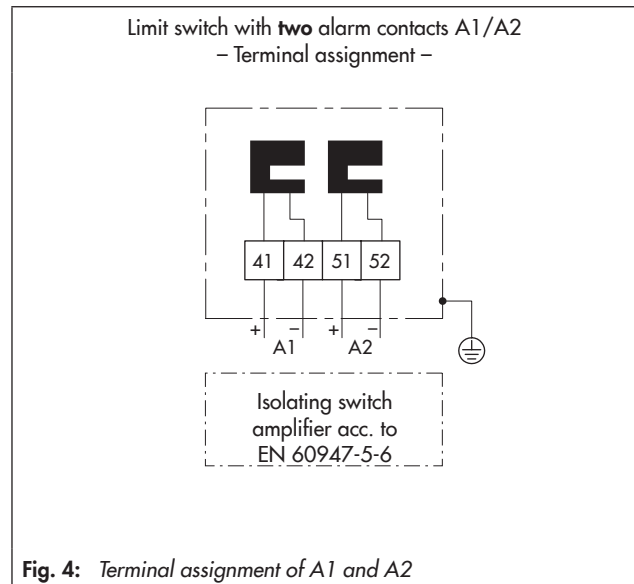 Limit switch with two alarm contacts A1/A2
– Terminal assignment –
41 42 51 52
+ – + –
A1 A2
Isolating switch
amplifier acc. to
EN 60947-5-6
Fig. 4: Terminal assignment of A1 and A2